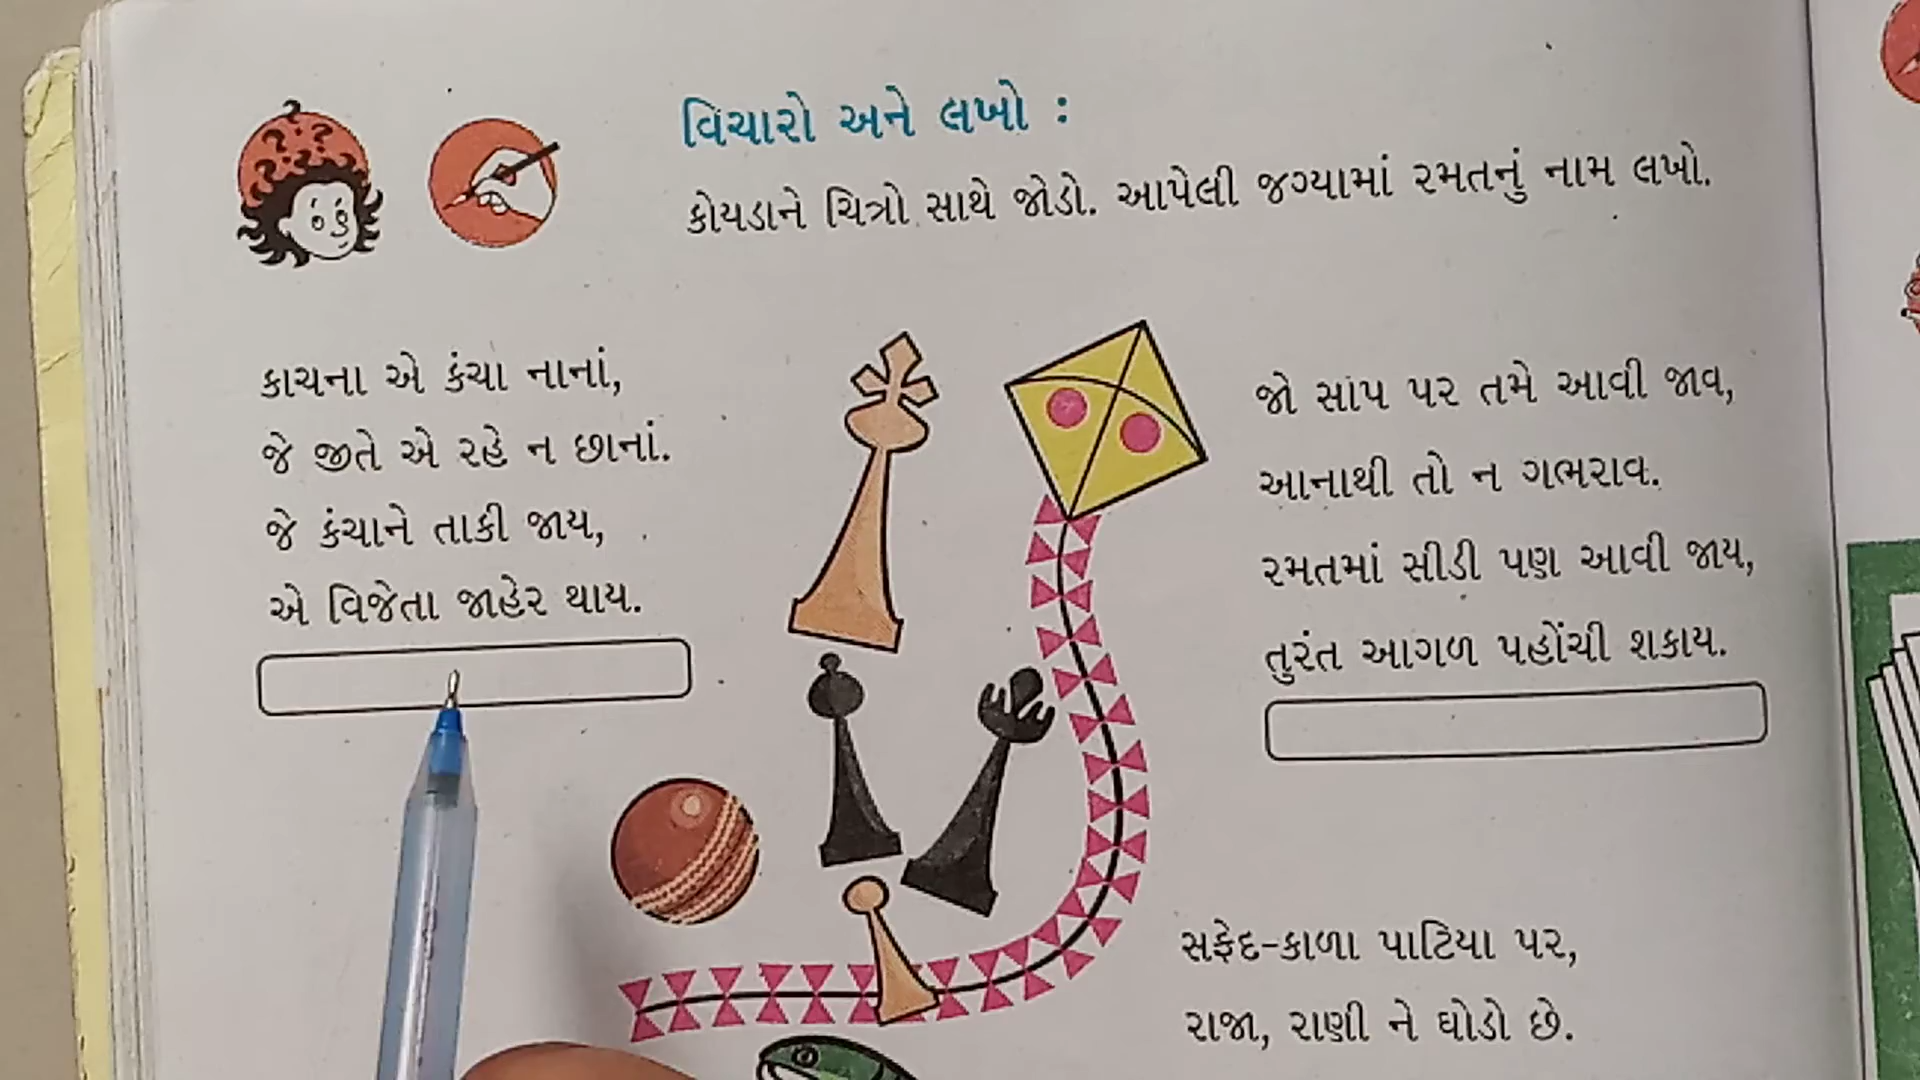 વિચારો અને લખો :
કોયડાને ચિત્રો સાથે જોડો. આપેલી જગ્યામાં રમતનું નામ લખો.
કાચના એ કંચા નાનાં,
જે જીતે એ રહે ન છાનાં.
જે કંચાને તાકી જાય,
એ વિજેતા જાહેર થાય.
જો સાંપ પર તમે આવી જાવ,
આનાથી તો ન ગભરાવ.
રમતમાં સીડી પણ આવી જાય,
તુરંત આગળ પહોંચી શકાય.
સફેદ-કાળા પાટિયા પર,
રાજા, રાણી ને ઘોડો છે.